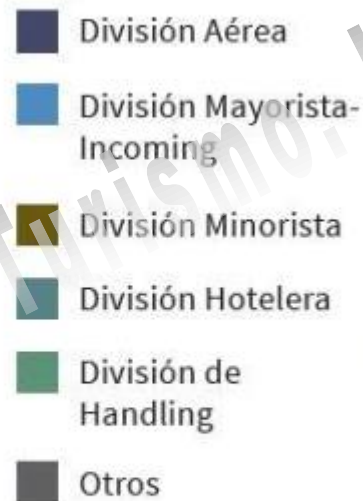 División Aérea
División Mayorista-
Incoming
División Minorista
División Hotelera
División de
Handling
Otros